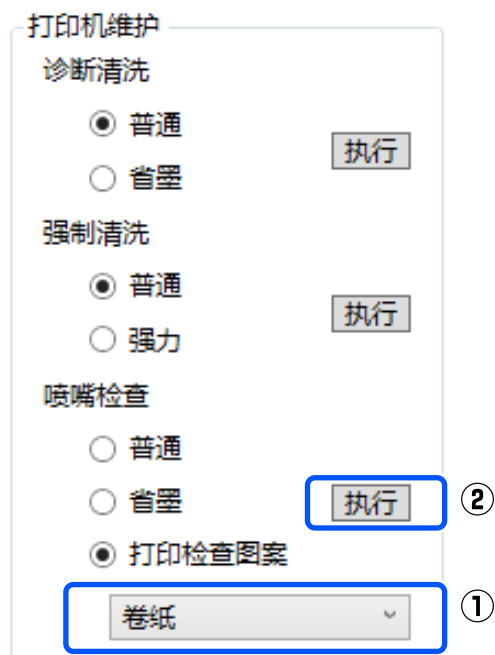 打印机维护
诊断清洗
普通
执行
省墨
强制清洗
普通
执行
强力
喷嘴检查
普通
省墨
执行
②
打印检查图案
卷纸
①